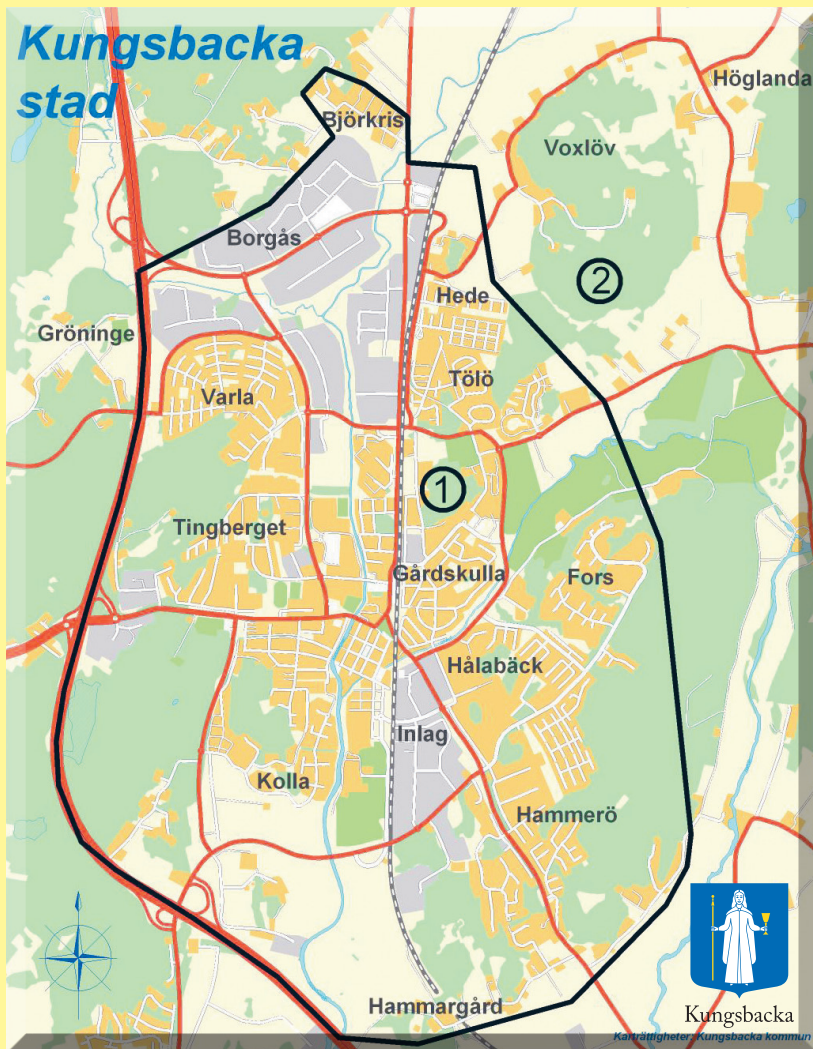 Kungsbacka
stad
Höglanda
Björkris
Voxlöv
Borgås
2
Hede
Gröninge
Tölö
Varla
1
Tingberget
Gårdskulla
Fors
Hålabäck
Inlag
Kolla
Hammerö
Hammargård
Kungsbacka
Karträttigheter: Kungsbacka kommun